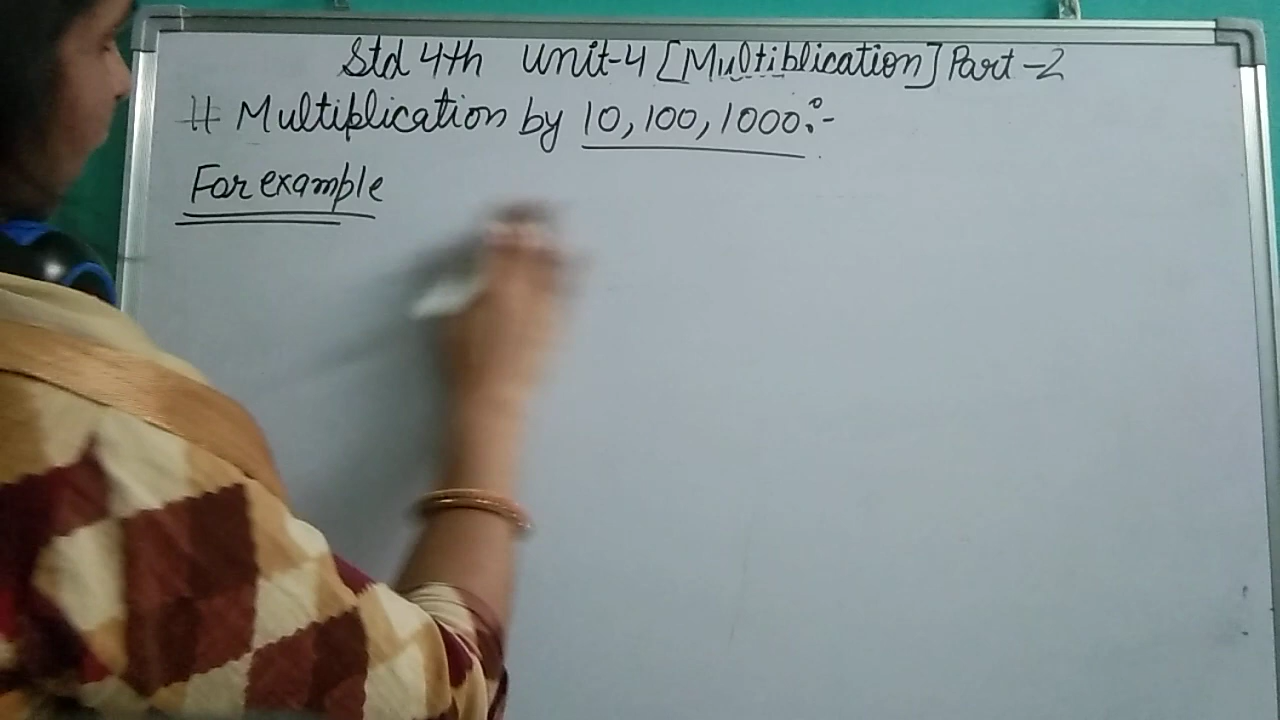 Std 4th Unit-4 [Multiblication] Part-2
# Multiplication by 10, 100, 1000:-
For example